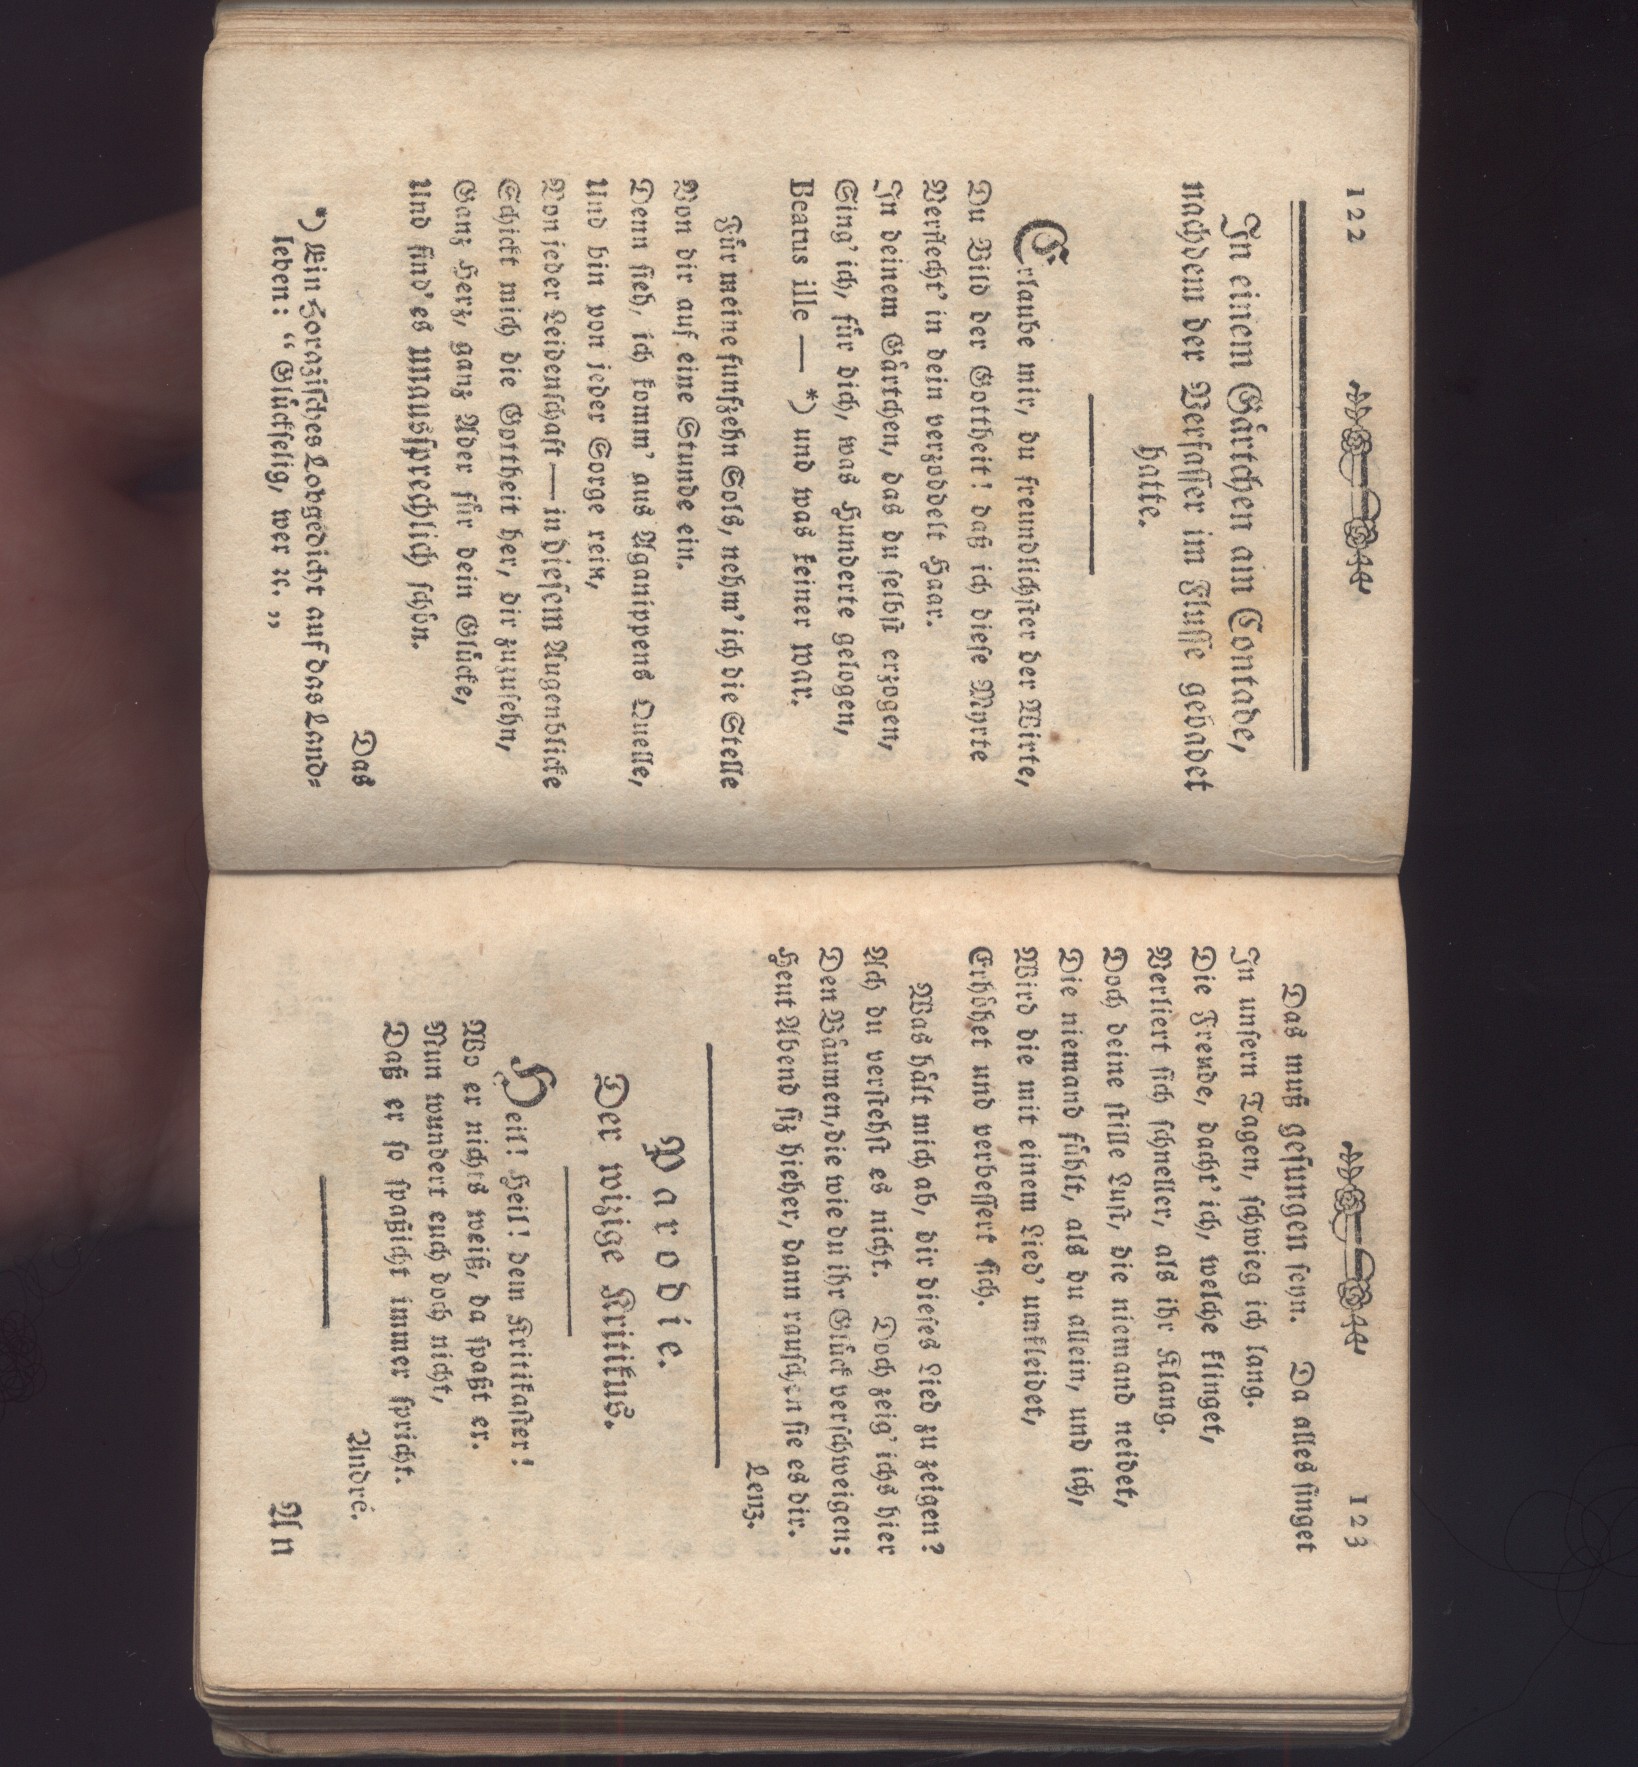 122
In einem Gärtchen am Contade,
nachdem der Verfasser im Flusse gebadet
hatte.
Erlaube mir, du freundlichster der Wirte,
Du Bild der Gottheit! daß ich diese Myrte
Verflecht' in dein verzoddelt Haar.
In deinem Gärtchen, das du selbst erzogen,
Sing' ich, für dich, was Hunderte gelogen,
Beatus ille — *) und was keiner war.
Für meine funfzehn Sols, nehm' ich die Stelle
Von dir auf eine Stunde ein.
Denn sieh, ich komm' aus Aganippens Quelle,
Und bin von jeder Sorge rein,
Von jeder Leidenschaft — in diesem Augenblicke
Schickt mich die Gottheit her, dir zuzusehn,
Ganz Herz, ganz Ader für dein Glücke,
Und find' es unaussprechlich schön.
Das
*) Ein Horazisches Lobgedicht auf das Land-
leben: “ Glückselig, wer ꝛc. „
123
Das muß gesungen seyn. Da alles singet
In unsern Tagen, schwieg ich lang.
Die Freude, dacht' ich, welche klinget,
Verliert sich schneller, als ihr Klang.
Doch deine stille Lust, die niemand neidet,
Die niemand fühlt, als du allein, und ich,
Wird die mit einem Lied' umkleidet,
Erhöhet und verbessert sich.
Was hält mich ab, dir dieses Lied zu zeigen?
Ach du verstehst es nicht. Doch zeig' ichs hier
Den Bäumen, die wie du ihr Glück verschweigen;
Heut Abend siz hieher, dann rauschen sie es dir.
Lenz.
Parodie.
Der wizige Kritikus.
Heil! Heil! dem Kritikaster!
Wo er nichts weiß, da spaßt er.
Nun wundert euch doch nicht,
Daß er so spaßicht immer spricht.
André.
An